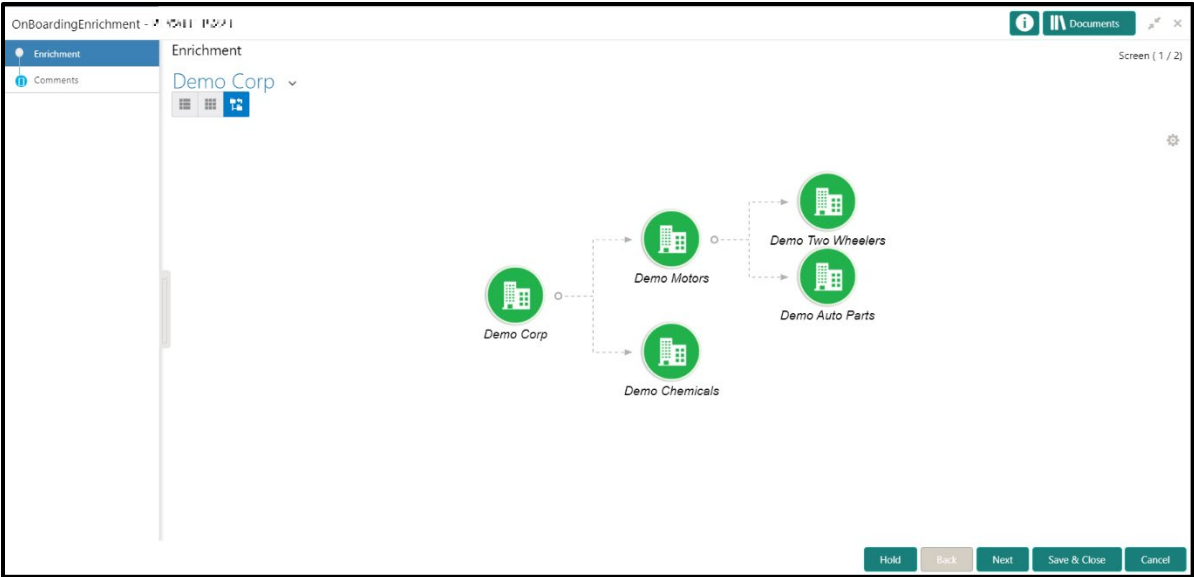 OnBoardingEnrichment -
Documents
Enrichment
Comments
Enrichment
Screen ( 1 / 2)
Demo Corp
Demo Two Wheelers
Demo Motors
Demo Auto Parts
Demo Corp
Demo Chemicals
Hold
Back
Next
Save & Close
Cancel